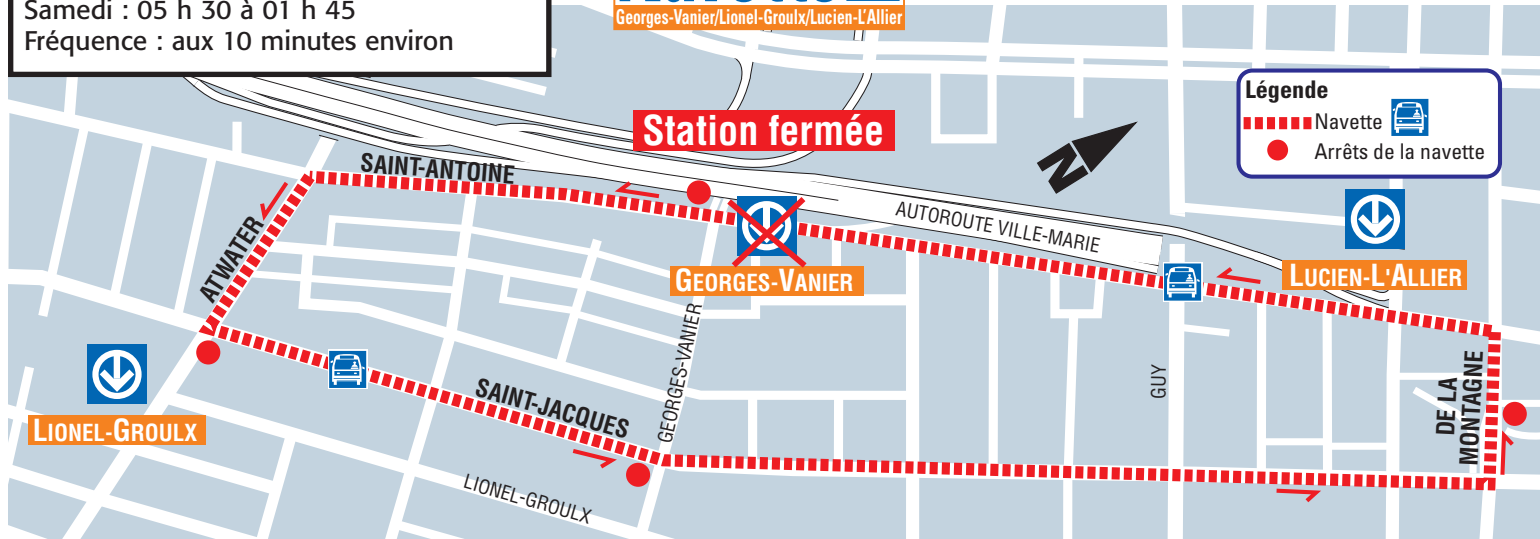 Samedi : 05 h 30 à 01 h 45
Fréquence : aux 10 minutes environ
Georges-Vanier/Lionel-Groulx/Lucien-L'Allier
Légende
Navette
Arrêts de la navette
Station fermée
N
SAINT-ANTOINE
AUTOROUTE VILLE-MARIE
ATWATER
GEORGES-VANIER
LUCIEN-L'ALLIER
GEORGES-VANIER
GUY
DE LA
MONTAGNE
SAINT-JACQUES
LIONEL-GROULX
LIONEL-GROULX